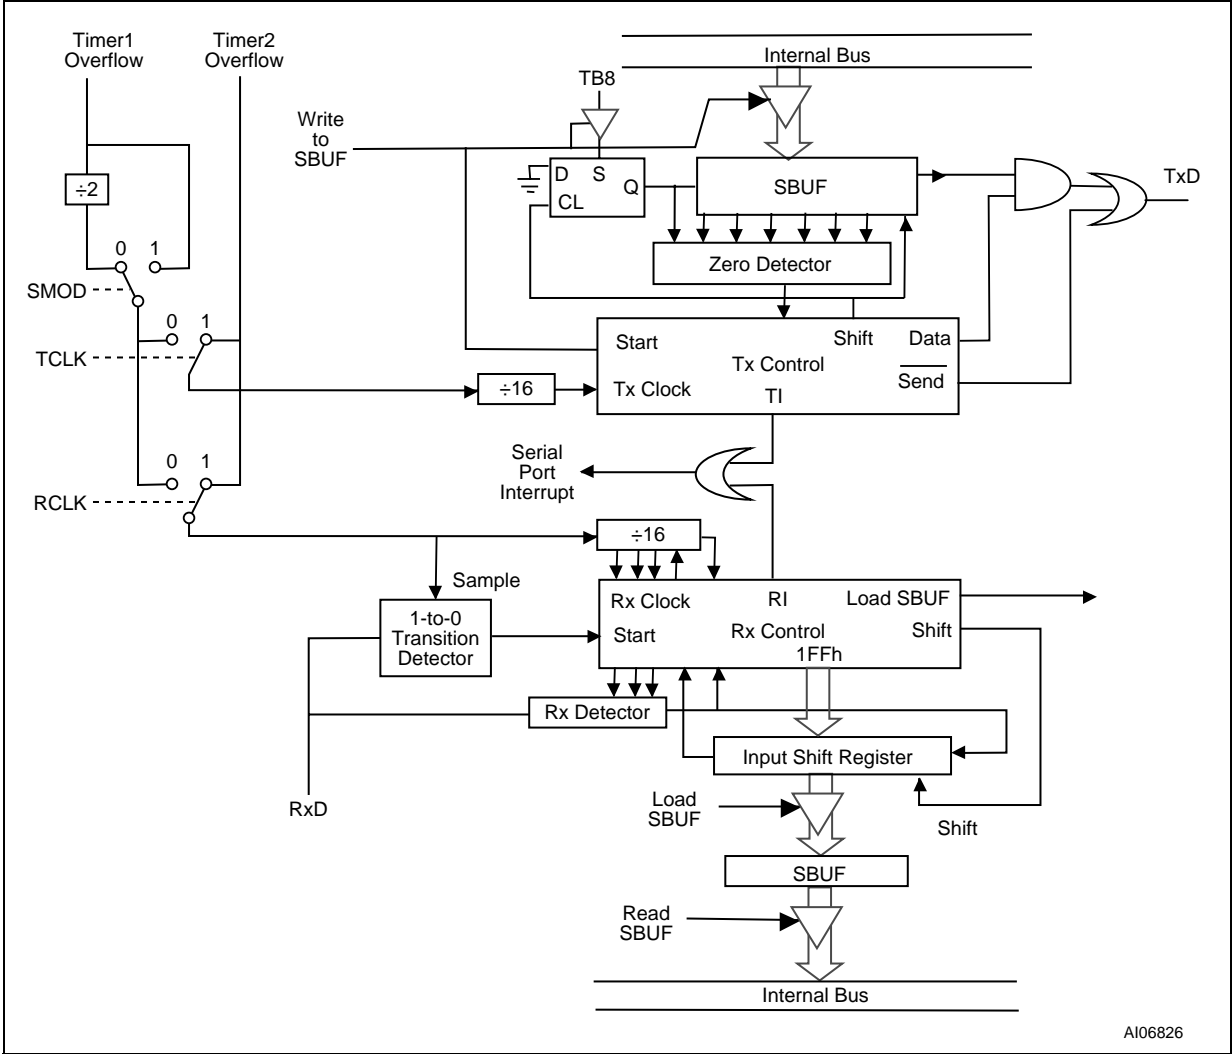 Timer1
Overflow
Timer2
Overflow
Internal Bus
TB8
Write
to
SBUF
D S
Q
CL
SBUF
TxD
÷2
Zero Detector
0 1
SMOD
0 1
TCLK
Start
Shift
Data
Tx Control
Send
÷16
Tx Clock
TI
Serial
Port
Interrupt
0 1
RCLK
÷16
Sample
1-to-0
Transition
Detector
Rx Clock
RI
Load SBUF
Start
Rx Control
Shift
1FFh
Rx Detector
Input Shift Register
RxD
Load
SBUF
Shift
SBUF
Read
SBUF
Internal Bus
AI06826